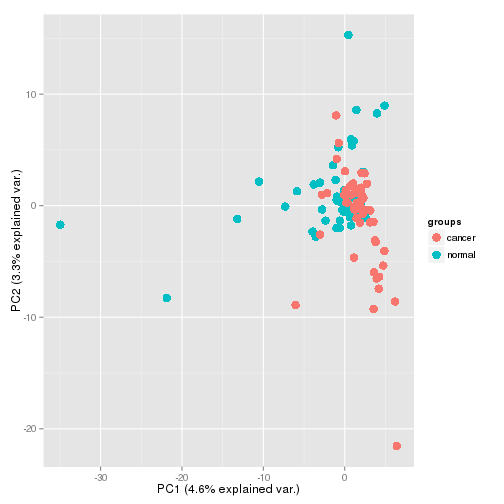 10
0
-10
-20
PC2 (3.3% explained var.)
-30
-20
-10
0
PC1 (4.6% explained var.)
groups
cancer
normal